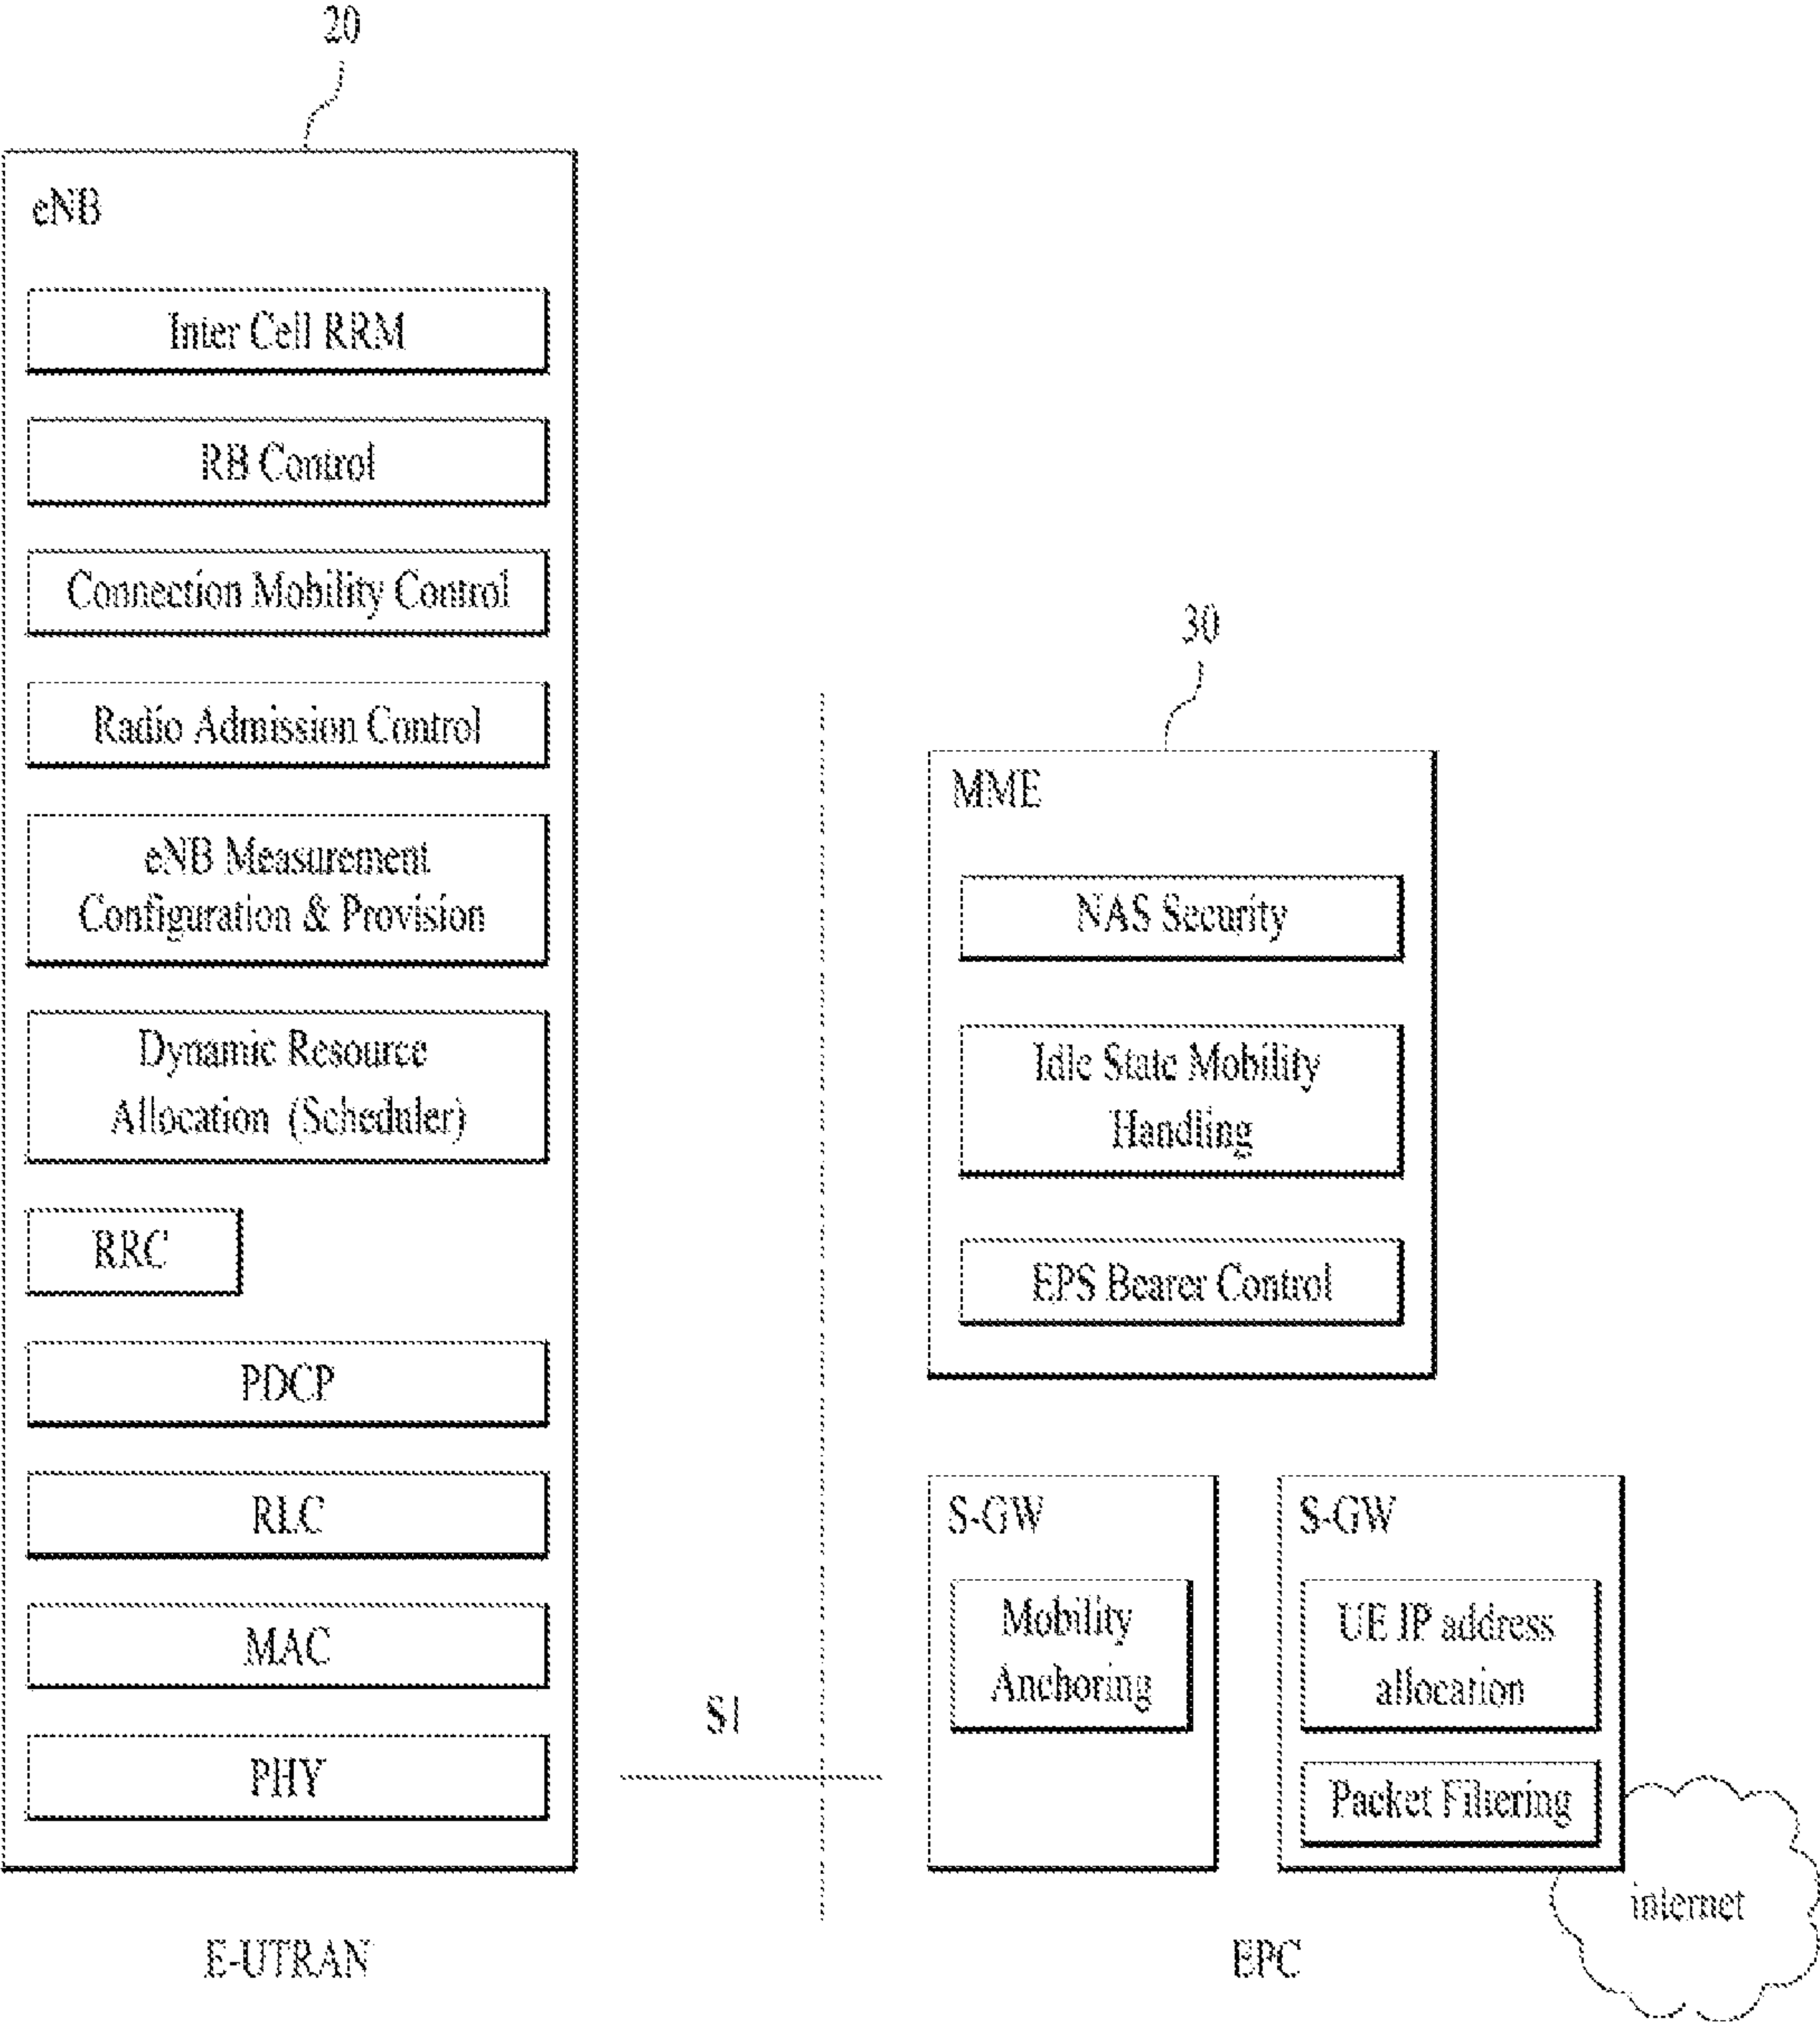 20
eNB
Inter Cell RRM
RB Control
Connection Mobility Control
Radio Admission Control
eNB Measurement
Configuration & Provision
Dynamic Resource
Allocation (Scheduler)
RRC
PDCP
RLC
MAC
PHY
E-UTRAN
S1
30
MME
NAS Security
Idle State Mobility
Handling
EPS Bearer Control
S-GW
Mobility
Anchoring
S-GW
UE IP address
allocation
Packet Filtering
internet
EPC